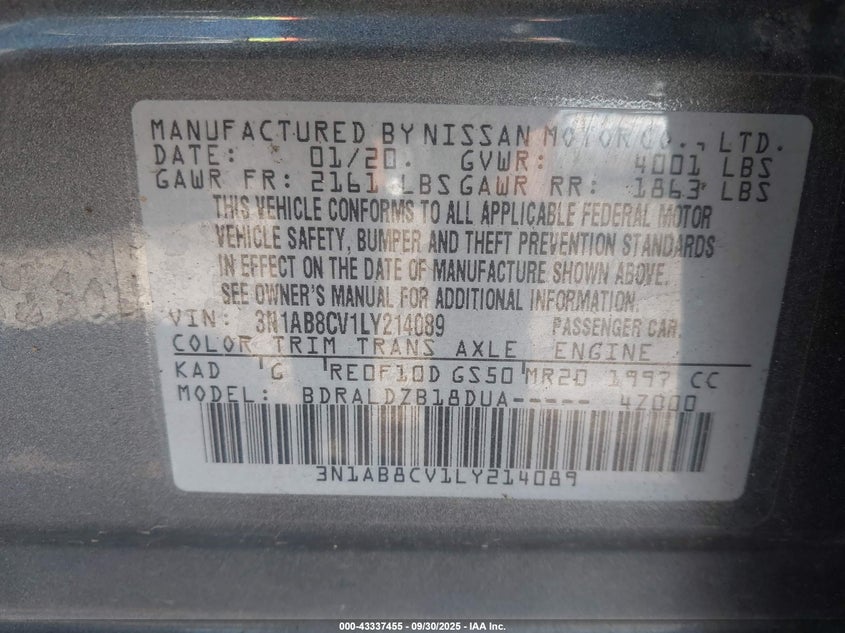 MANUFACTURED BY NISSAN MOTOR CO., LTD.
DATE: 01/20. GVWR: 4001 LBS
GAWR FR: 2161 LBS GAWR RR: 1863 LBS
THIS VEHICLE CONFORMS TO ALL APPLICABLE FEDERAL MOTOR
VEHICLE SAFETY, BUMPER AND THEFT PREVENTION STANDARDS
IN EFFECT ON THE DATE OF MANUFACTURE SHOWN ABOVE.
SEE OWNER'S MANUAL FOR ADDITIONAL INFORMATION.
VIN: 3N1AB8CV1LY214089 PASSENGER CAR.
COLOR TRIM TRANS AXLE ENGINE
KAD G RE0F10D GS50 MR20 1997 CC
MODEL: BDRALDZB18DUA----- 4Z000
3N1AB8CV1LY214089
000-43337455 - 09/30/2025 - IAA Inc.